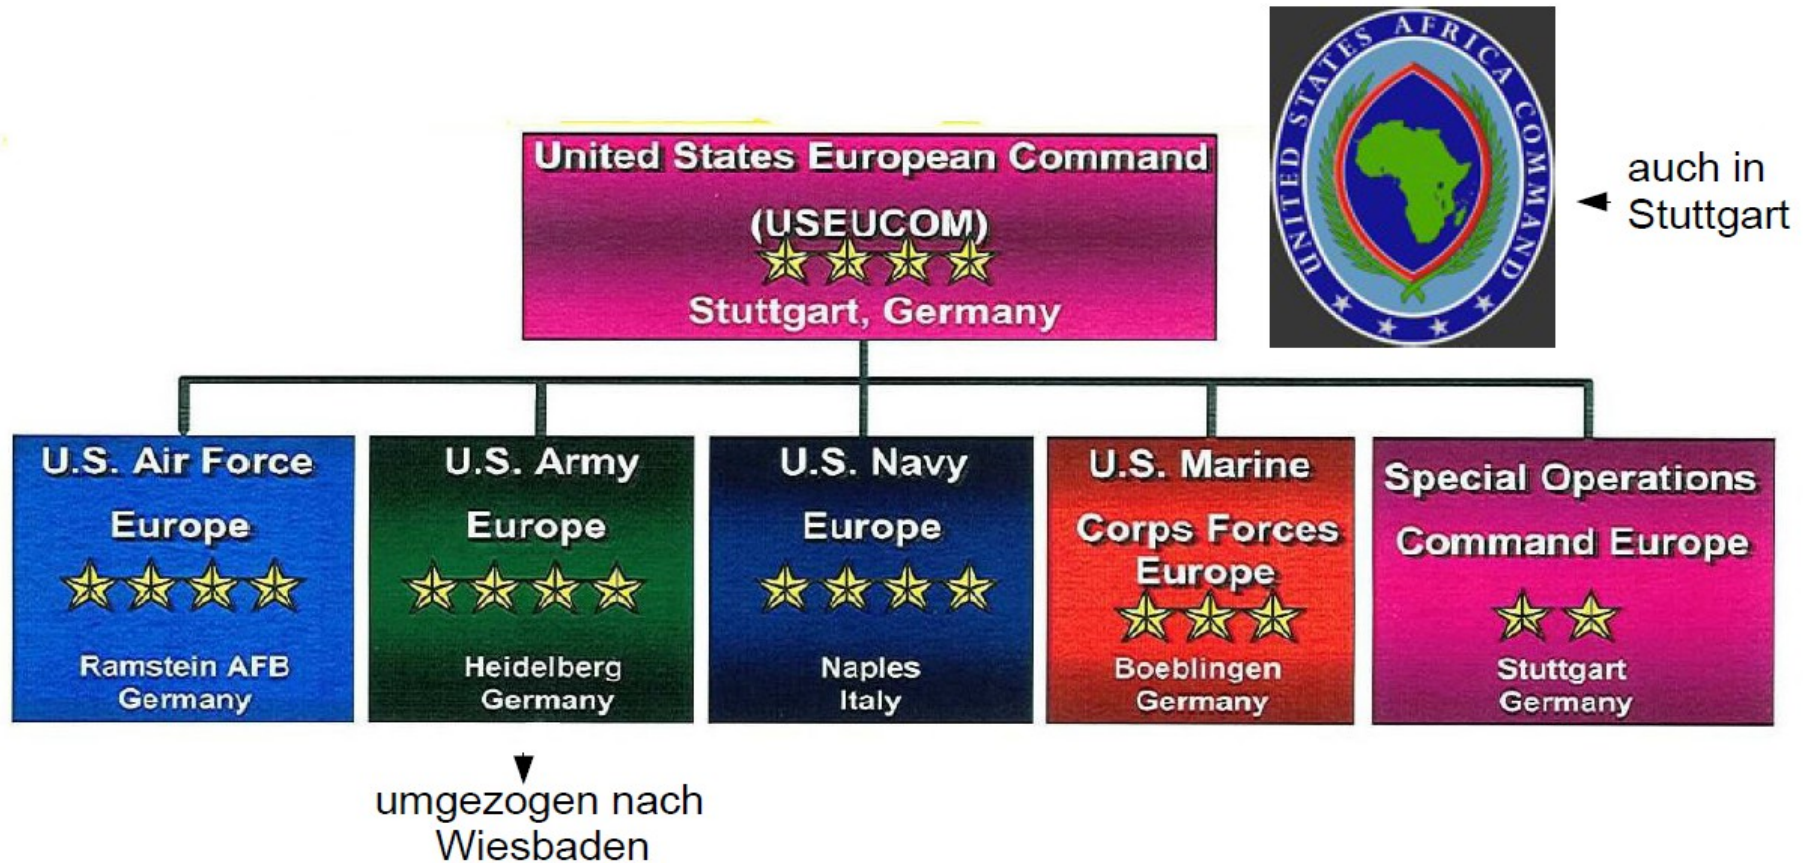 United States European Command
(USEUCOM)
Stuttgart, Germany
UNITED STATES AFRICA COMMAND
auch in
Stuttgart
U.S. Air Force
Europe
Ramstein AFB
Germany
U.S. Army
Europe
Heidelberg
Germany
U.S. Navy
Europe
Naples
Italy
U.S. Marine
Corps Forces
Europe
Boeblingen
Germany
Special Operations
Command Europe
Stuttgart
Germany
umgezogen nach
Wiesbaden